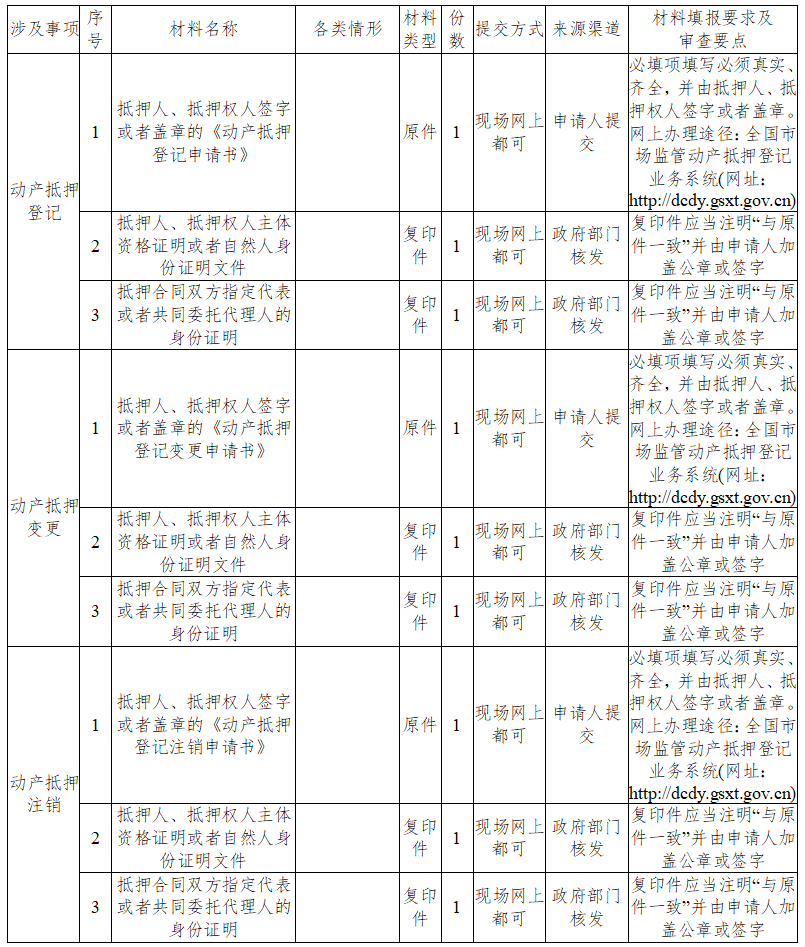 涉及事项
序
号
材料名称
各类情形
材料
类型
份
数
提交方式
来源渠道
材料填报要求及
审查要点
动产抵押
登记
1
抵押人、抵押权人签字
或者盖章的《动产抵押
登记申请书》
原件
1
现场网上
都可
申请人提
交
必填项填写必须真实、
齐全，并由抵押人、抵
押权人签字或者盖章。
网上办理途径：全国市
场监管动产抵押登记
业务系统(网址：
http://dcdy.gsxt.gov.cn)
2
抵押人、抵押权人主体
资格证明或者自然人身
份证明文件
复印
件
1
现场网上
都可
政府部门
核发
复印件应当注明“与原
件一致”并由申请人加
盖公章或签字
3
抵押合同双方指定代表
或者共同委托代理人的
身份证明
复印
件
1
现场网上
都可
政府部门
核发
复印件应当注明“与原
件一致”并由申请人加
盖公章或签字
动产抵押
变更
1
抵押人、抵押权人签字
或者盖章的《动产抵押
登记变更申请书》
原件
1
现场网上
都可
申请人提
交
必填项填写必须真实、
齐全，并由抵押人、抵
押权人签字或者盖章。
网上办理途径：全国市
场监管动产抵押登记
业务系统(网址：
http://dcdy.gsxt.gov.cn)
2
抵押人、抵押权人主体
资格证明或者自然人身
份证明文件
复印
件
1
现场网上
都可
政府部门
核发
复印件应当注明“与原
件一致”并由申请人加
盖公章或签字
3
抵押合同双方指定代表
或者共同委托代理人的
身份证明
复印
件
1
现场网上
都可
政府部门
核发
复印件应当注明“与原
件一致”并由申请人加
盖公章或签字
动产抵押
注销
1
抵押人、抵押权人签字
或者盖章的《动产抵押
登记注销申请书》
原件
1
现场网上
都可
申请人提
交
必填项填写必须真实、
齐全，并由抵押人、抵
押权人签字或者盖章。
网上办理途径：全国市
场监管动产抵押登记
业务系统(网址：
http://dcdy.gsxt.gov.cn)
2
抵押人、抵押权人主体
资格证明或者自然人身
份证明文件
复印
件
1
现场网上
都可
政府部门
核发
复印件应当注明“与原
件一致”并由申请人加
盖公章或签字
3
抵押合同双方指定代表
或者共同委托代理人的
身份证明
复印
件
1
现场网上
都可
政府部门
核发
复印件应当注明“与原
件一致”并由申请人加
盖公章或签字